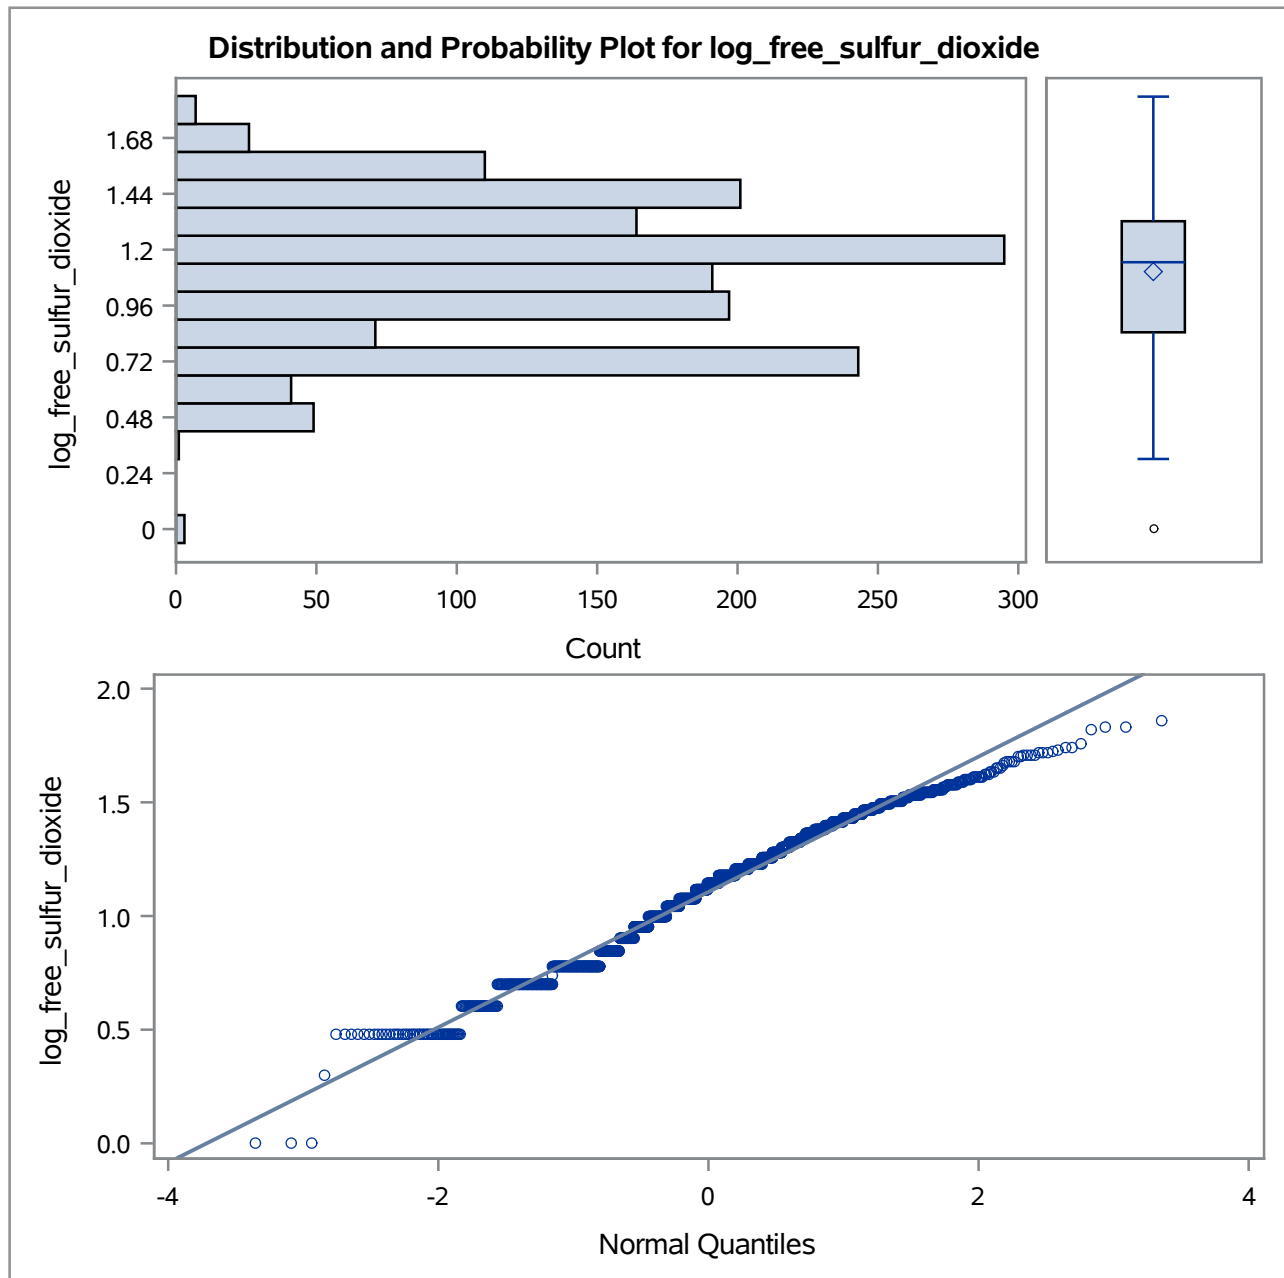 Distribution and Probability Plot for log_free_sulfur_dioxide
log_free_sulfur_dioxide
1.68
1.44
1.2
0.96
0.72
0.48
0.24
0
0 50 100 150 200 250 300
Count
log_free_sulfur_dioxide
2.0
1.5
1.0
0.5
0.0
-4 -2 0 2 4
Normal Quantiles